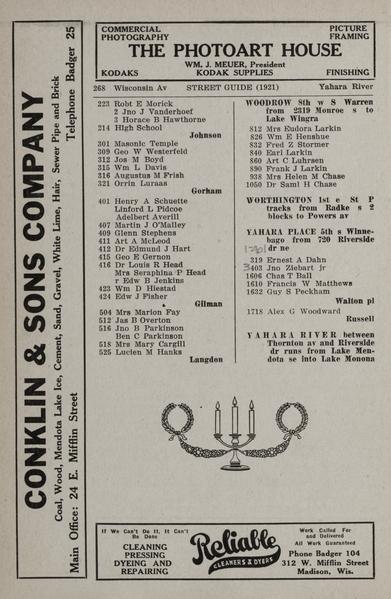 CONKLIN & SONS COMPANY
Coal, Wood, Mendota Lake Ice, Cement, Sand, Gravel, White Lime, Hair, Sewer Pipe and Brick
Main Office: 24 E. Mifflin Street Telephone Badger 25
COMMERCIAL PHOTOGRAPHY
PICTURE FRAMING
THE PHOTOART HOUSE
WM. J. MEUER, President
KODAKS KODAK SUPPLIES FINISHING
268 Wisconsin Av STREET GUIDE (1921) Yahara River
223 Robt E Morick
2 Jno J Vanderhoef
3 Horace B Hawthorne
214 High School
Johnson
301 Masonic Temple
309 Geo W Westerfeld
312 Jos M Boyd
315 Wm L Davis
316 Augustus M Frish
321 Orrin Luraas
Gorham
401 Henry A Schuette
Linford L Pidcoe
Adelbert Averill
407 Martin J O'Malley
409 Glenn Stephens
411 Art A McLeod
412 Dr Edmund J Hart
415 Geo E Gernon
416 Dr Louis R Head
Mrs Seraphina P Head
r Edw B Jenkins
423 Wm D Hiestad
424 Edw J Fisher
Gilman
504 Mrs Marion Fay
512 Jas B Overton
516 Jno B Parkinson
Ben C Parkinson
518 Mrs Mary Cargill
525 Lucien M Hanks
Langdon
WOODROW 8th w S Warren
from 2319 Monroe s to
Lake Wingra
812 Mrs Eudora Larkin
826 Wm E Henshue
832 Fred Z Stormer
840 Earl Larkin
860 Art C Luhrsen
890 Frank J Larkin
938 Mrs Helen M Chase
1050 Dr Saml H Chase
WORTHINGTON 1st e St P
tracks from Radke s 2
blocks to Powers av
YAHARA PLACE 5th s Winne-
bago from 720 Riverside
dr ne
319 Ernest A Dahn
3403 Jno Ziebart jr
1606 Chas T Ball
1610 Francis W Matthews
1632 Guy S Peckham
Walton pl
1718 Alex G Woodward
Russell
YAHARA RIVER between
Thornton av and Riverside
dr runs from Lake Men-
dota se into Lake Monona
If We Can't Do It, It Can't
Be Done
CLEANING
PRESSING
DYEING AND
REPAIRING
Reliable
CLEANERS & DYERS
Work Called For
and Delivered
All Work Guaranteed
Phone Badger 104
312 W. Mifflin Street
Madison, Wis.